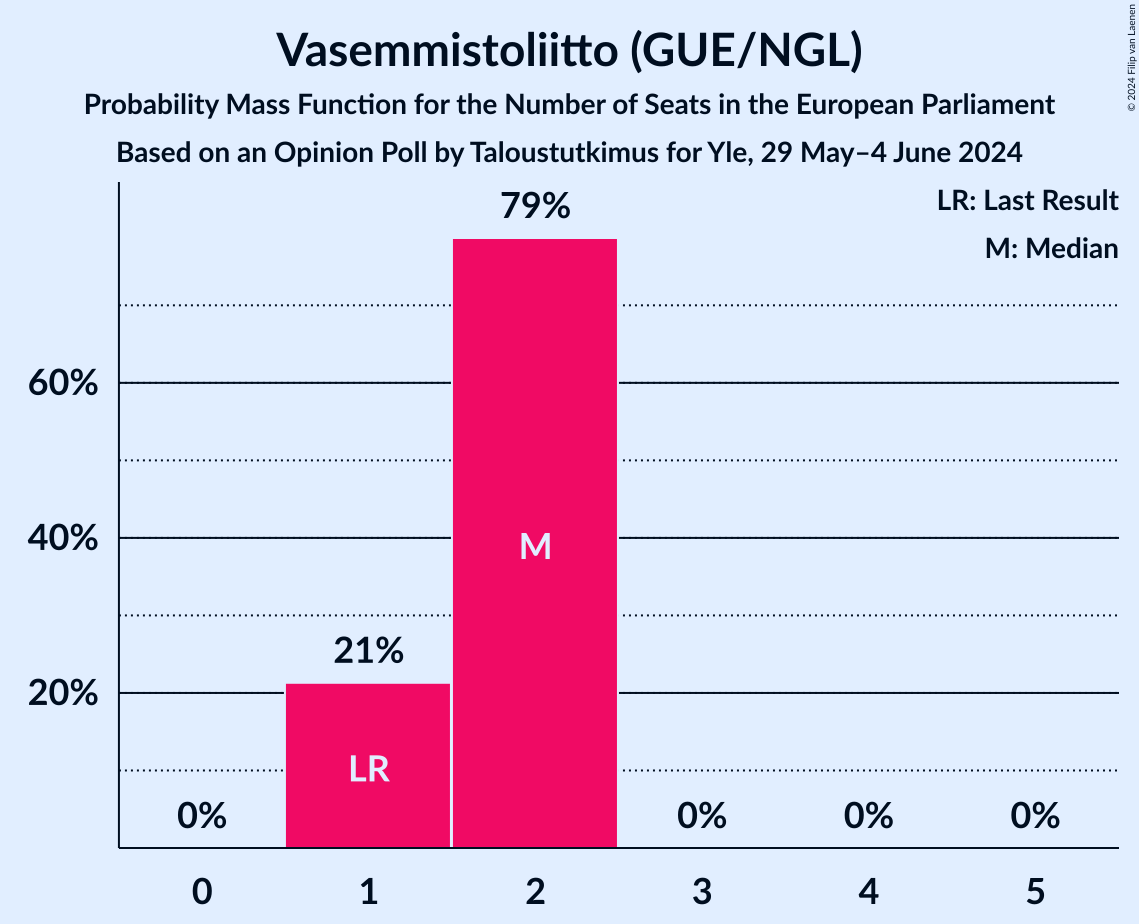 Vasemmistoliitto (GUE/NGL)
Probability Mass Function for the Number of Seats in the European Parliament
Based on an Opinion Poll by Taloustutkimus for Yle, 29 May–4 June 2024
© 2024 Filip van Laenen
LR: Last Result
M: Median
79%
60%
40%
M
21%
20%
LR
0%
0%
0%
0%
0
1
2
3
4
5